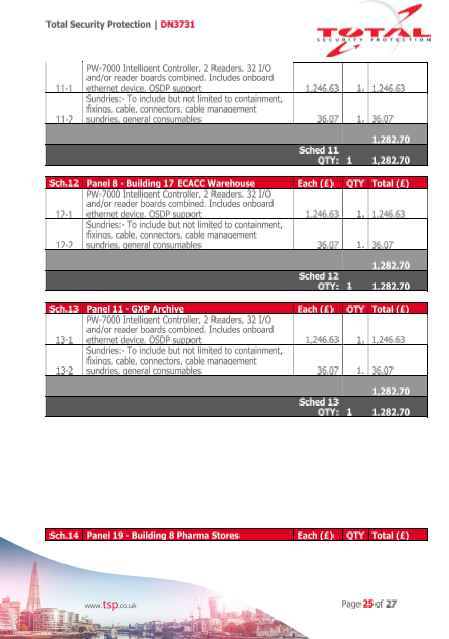 Total Security Protection | DN3731
TOTAL
SECURITY PROTECTION
PW-7000 Intelligent Controller, 2 Readers, 32 I/O
and/or reader boards combined. Includes onboard
11-1 ethernet device. OSDP support 1,246.63 1. 1,246.63
Sundries:- To include but not limited to containment,
fixings, cable, connectors, cable management
11-2 sundries, general consumables 36.07 1. 36.07
1,282.70
Sched 11
QTY: 1 1,282.70
Sch.12 Panel 8 - Building 17 ECACC Warehouse Each (£) QTY Total (£)
PW-7000 Intelligent Controller, 2 Readers, 32 I/O
and/or reader boards combined. Includes onboard
12-1 ethernet device. OSDP support 1,246.63 1. 1,246.63
Sundries:- To include but not limited to containment,
fixings, cable, connectors, cable management
12-2 sundries, general consumables 36.07 1. 36.07
1,282.70
Sched 12
QTY: 1 1,282.70
Sch.13 Panel 11 - GXP Archive Each (£) QTY Total (£)
PW-7000 Intelligent Controller, 2 Readers, 32 I/O
and/or reader boards combined. Includes onboard
13-1 ethernet device. OSDP support 1,246.63 1. 1,246.63
Sundries:- To include but not limited to containment,
fixings, cable, connectors, cable management
13-2 sundries, general consumables 36.07 1. 36.07
1,282.70
Sched 13
QTY: 1 1,282.70
Sch.14 Panel 19 - Building 8 Pharma Stores Each (£) QTY Total (£)
www.tsp.co.uk
Page 25 of 27